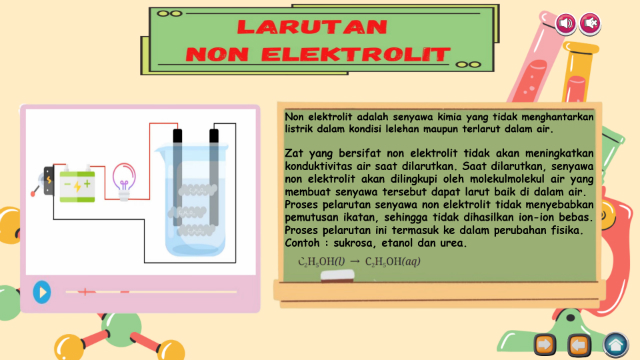 LARUTAN
NON ELEKTROLIT
Non elektrolit adalah senyawa kimia yang tidak menghantarkan
listrik dalam kondisi lelehan maupun terlarut dalam air.
Zat yang bersifat non elektrolit tidak akan meningkatkan
konduktivitas air saat dilarutkan. Saat dilarutkan, senyawa
non elektrolit akan dilingkupi oleh molekulmolekul air yang
membuat senyawa tersebut dapat larut baik di dalam air.
Proses pelarutan senyawa non elektrolit tidak menyebabkan
pemutusan ikatan, sehingga tidak dihasilkan ion-ion bebas.
Proses pelarutan ini termasuk ke dalam perubahan fisika.
Contoh : sukrosa, etanol dan urea.
C₂H₅OH(l) → C₂H₅OH(aq)